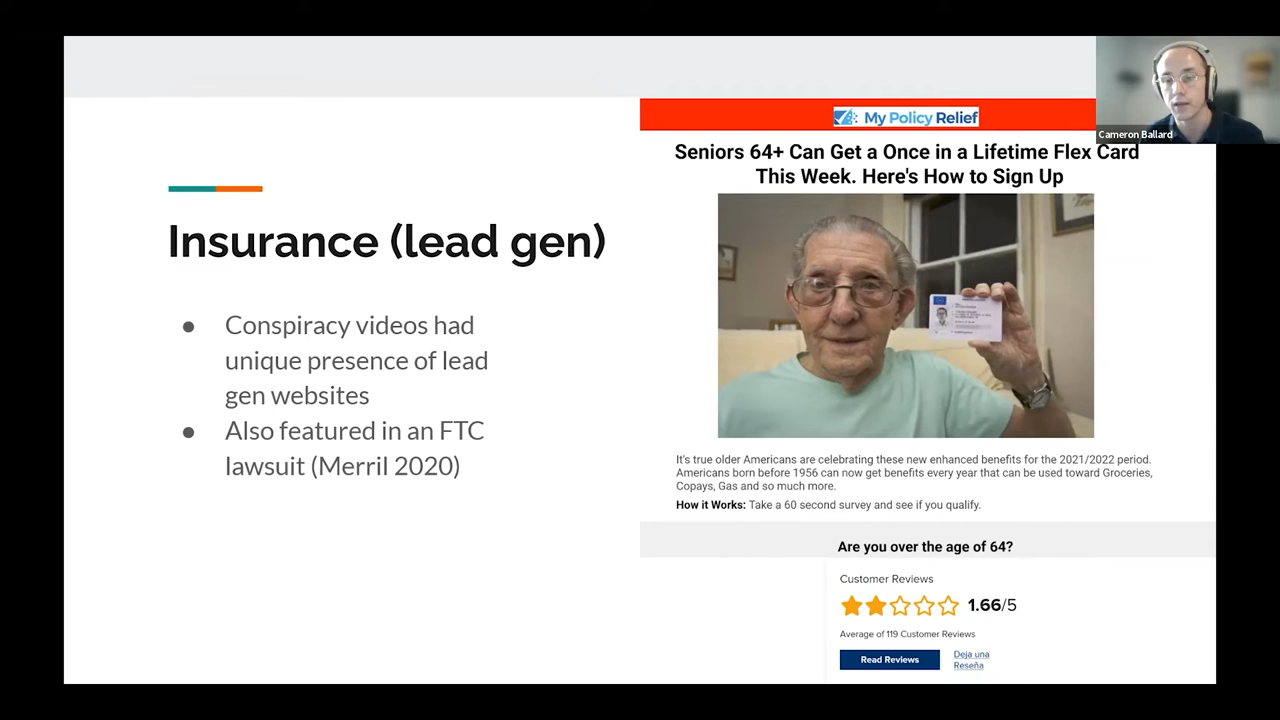 My Policy Relief
Cameron Ballard
Seniors 64+ Can Get a Once in a Lifetime Flex Card
This Week. Here's How to Sign Up
Insurance (lead gen)
● Conspiracy videos had
unique presence of lead
gen websites
● Also featured in an FTC
lawsuit (Merril 2020)
It's true older Americans are celebrating these new enhanced benefits for the 2021/2022 period.
Americans born before 1956 can now get benefits every year that can be used toward Groceries,
Copays, Gas and so much more.
How it Works: Take a 60 second survey and see if you qualify.
Are you over the age of 64?
Customer Reviews
1.66/5
Average of 119 Customer Reviews
Read Reviews
Deja una
Reseña